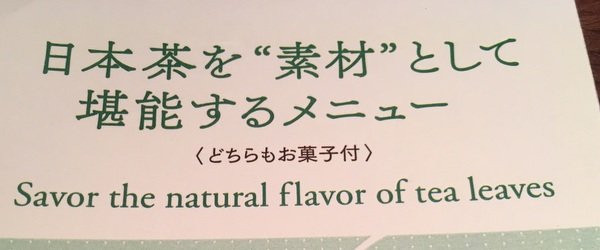 日本茶を“素材”として
堪能するメニュー
〈どちらもお菓子付〉
Savor the natural flavor of tea leaves